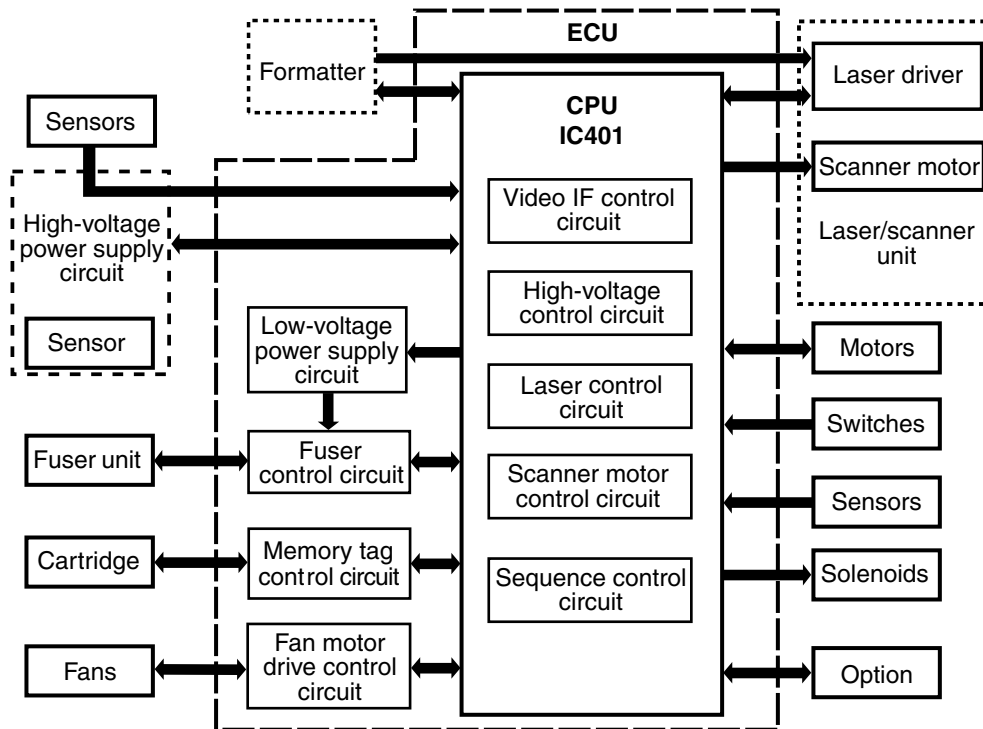 ECU
Formatter
Laser driver
Sensors
CPU
IC401
Scanner motor
Video IF control
circuit
High-voltage
power supply
circuit
Laser/scanner
unit
High-voltage
control circuit
Sensor
Low-voltage
power supply
circuit
Motors
Laser control
circuit
Switches
Fuser unit
Fuser
control circuit
Scanner motor
control circuit
Sensors
Cartridge
Memory tag
control circuit
Sequence control
circuit
Solenoids
Fans
Fan motor
drive control
circuit
Option